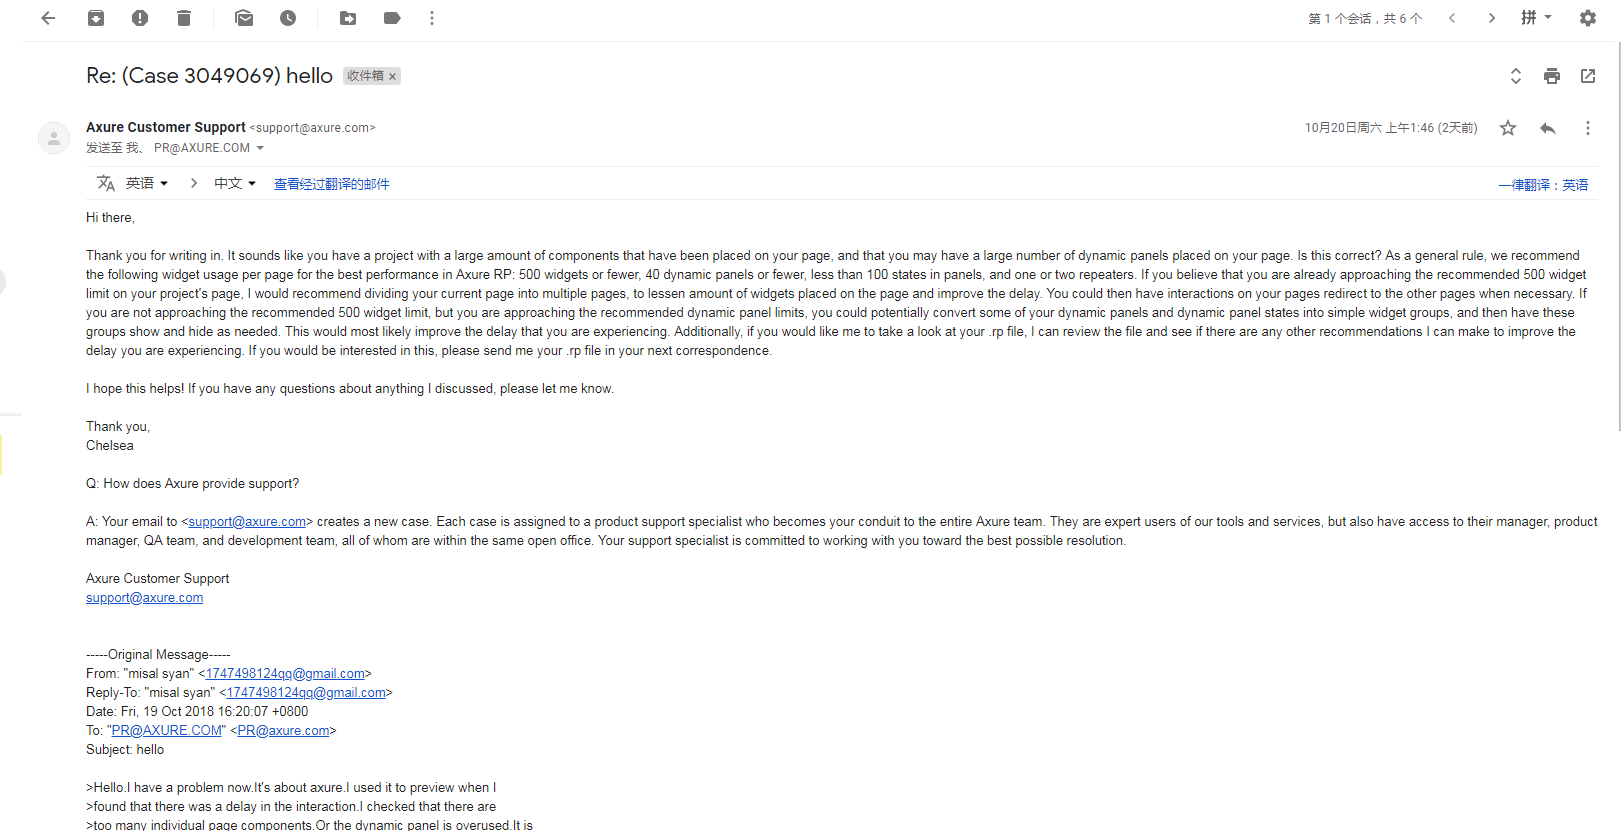 第 1 个会话，共 6 个
拼
Re: (Case 3049069) hello 收件箱 ×
Axure Customer Support <support@axure.com>
10月20日周六 上午1:46 (2天前)
发送至 我、 PR@AXURE.COM
英语 中文 查看经过翻译的邮件 一律翻译：英语
Hi there,
Thank you for writing in. It sounds like you have a project with a large amount of components that have been placed on your page, and that you may have a large number of dynamic panels placed on your page. Is this correct? As a general rule, we recommend
the following widget usage per page for the best performance in Axure RP: 500 widgets or fewer, 40 dynamic panels or fewer, less than 100 states in panels, and one or two repeaters. If you believe that you are already approaching the recommended 500 widget
limit on your project's page, I would recommend dividing your current page into multiple pages, to lessen amount of widgets placed on the page and improve the delay. You could then have interactions on your pages redirect to the other pages when necessary. If
you are not approaching the recommended 500 widget limit, but you are approaching the recommended dynamic panel limits, you could potentially convert some of your dynamic panels and dynamic panel states into simple widget groups, and then have these
groups show and hide as needed. This would most likely improve the delay that you are experiencing. Additionally, if you would like me to take a look at your .rp file, I can review the file and see if there are any other recommendations I can make to improve the
delay you are experiencing. If you would be interested in this, please send me your .rp file in your next correspondence.
I hope this helps! If you have any questions about anything I discussed, please let me know.
Thank you,
Chelsea
Q: How does Axure provide support?
A: Your email to <support@axure.com> creates a new case. Each case is assigned to a product support specialist who becomes your conduit to the entire Axure team. They are expert users of our tools and services, but also have access to their manager, product
manager, QA team, and development team, all of whom are within the same open office. Your support specialist is committed to working with you toward the best possible resolution.
Axure Customer Support
support@axure.com
-----Original Message-----
From: "misal syan" <1747498124qq@gmail.com>
Reply-To: "misal syan" <1747498124qq@gmail.com>
Date: Fri, 19 Oct 2018 16:20:07 +0800
To: "PR@AXURE.COM" <PR@axure.com>
Subject: hello
>Hello.I have a problem now.It's about axure.I used it to preview when I
>found that there was a delay in the interaction.I checked that there are
>too many individual page components.Or the dynamic panel is overused.It is